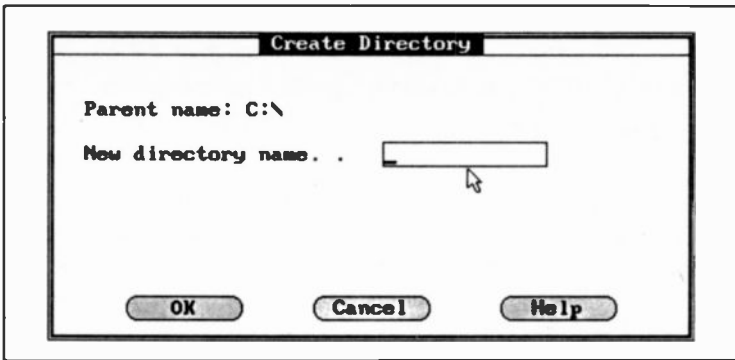 Create Directory
Parent name: C:\
New directory name. .
OK Cancel Help